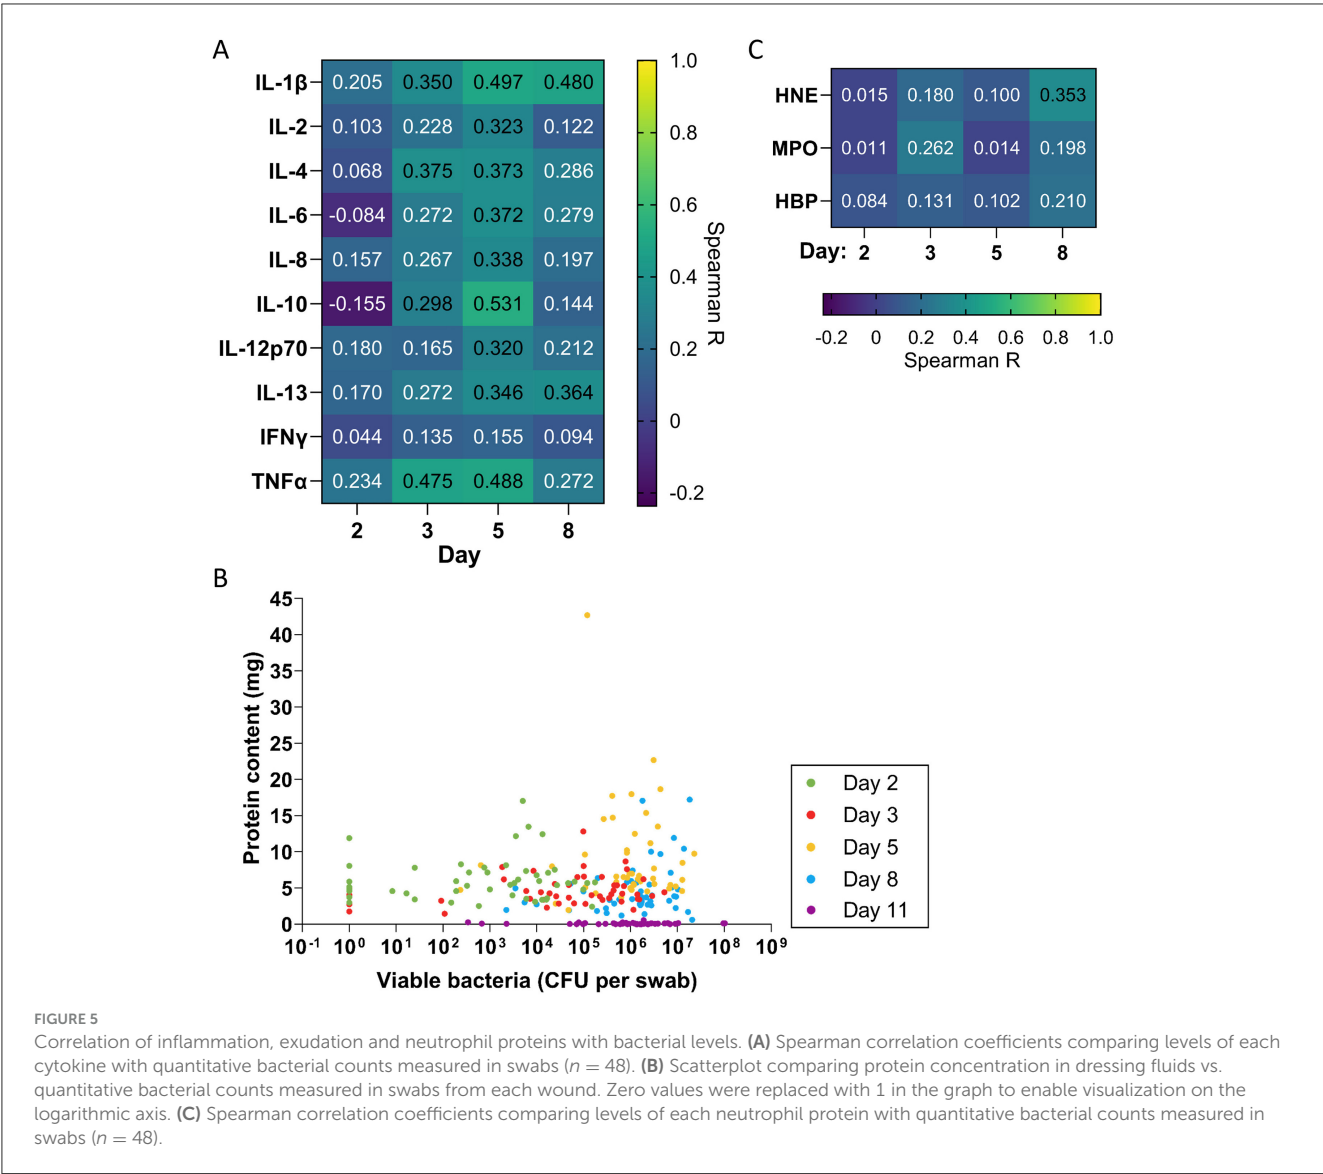 A
IL-1β 0.205 0.350 0.497 0.480
IL-2 0.103 0.228 0.323 0.122
IL-4 0.068 0.375 0.373 0.286
IL-6 -0.084 0.272 0.372 0.279
IL-8 0.157 0.267 0.338 0.197
IL-10 -0.155 0.298 0.531 0.144
IL-12p70 0.180 0.165 0.320 0.212
IL-13 0.170 0.272 0.346 0.364
IFNγ 0.044 0.135 0.155 0.094
TNFα 0.234 0.475 0.488 0.272
2 3 5 8
Day
1.0
0.8
0.6
0.4
0.2
0
-0.2
Spearman R
C
HNE 0.015 0.180 0.100 0.353
MPO 0.011 0.262 0.014 0.198
HBP 0.084 0.131 0.102 0.210
Day: 2 3 5 8
-0.2 0 0.2 0.4 0.6 0.8 1.0
Spearman R
B
45
40
35
30
25
20
15
10
5
0
Protein content (mg)
10⁻¹ 10⁰ 10¹ 10² 10³ 10⁴ 10⁵ 10⁶ 10⁷ 10⁸ 10⁹
Viable bacteria (CFU per swab)
Day 2
Day 3
Day 5
Day 8
Day 11
FIGURE 5
Correlation of inflammation, exudation and neutrophil proteins with bacterial levels. (A) Spearman correlation coefficients comparing levels of each
cytokine with quantitative bacterial counts measured in swabs (n = 48). (B) Scatterplot comparing protein concentration in dressing fluids vs.
quantitative bacterial counts measured in swabs from each wound. Zero values were replaced with 1 in the graph to enable visualization on the
logarithmic axis. (C) Spearman correlation coefficients comparing levels of each neutrophil protein with quantitative bacterial counts measured in
swabs (n = 48).